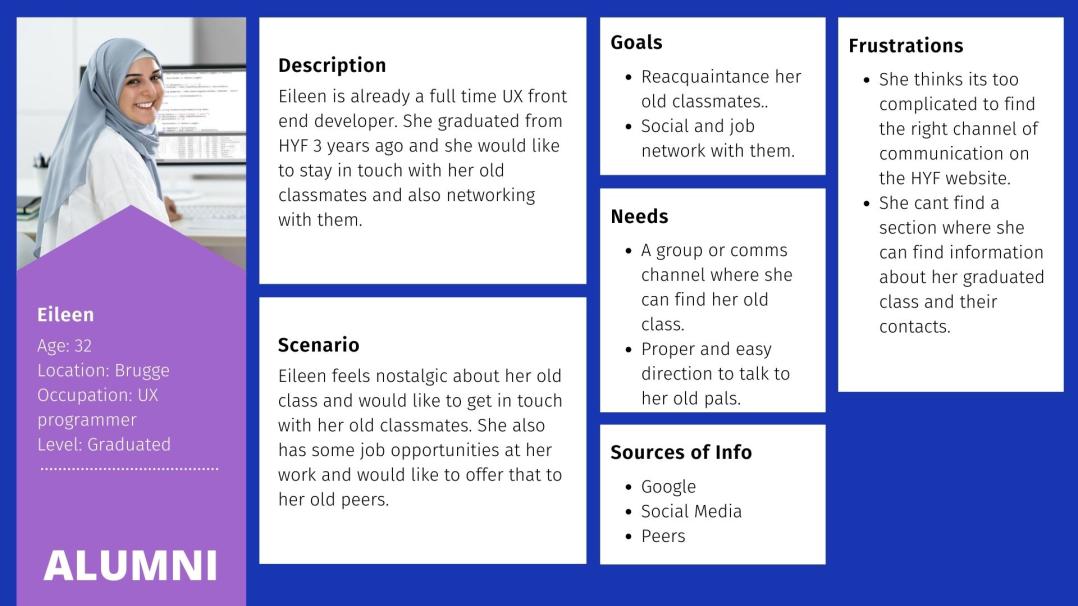 Eileen
Age: 32
Location: Brugge
Occupation: UX
programmer
Level: Graduated
ALUMNI
Description
Eileen is already a full time UX front
end developer. She graduated from
HYF 3 years ago and she would like
to stay in touch with her old
classmates and also networking
with them.
Scenario
Eileen feels nostalgic about her old
class and would like to get in touch
with her old classmates. She also
has some job opportunities at her
work and would like to offer that to
her old peers.
Goals
• Reacquaintance her
old classmates..
• Social and job
network with them.
Needs
• A group or comms
channel where she
can find her old
class.
• Proper and easy
direction to talk to
her old pals.
Sources of Info
• Google
• Social Media
• Peers
Frustrations
• She thinks its too
complicated to find
the right channel of
communication on
the HYF website.
• She cant find a
section where she
can find information
about her graduated
class and their
contacts.